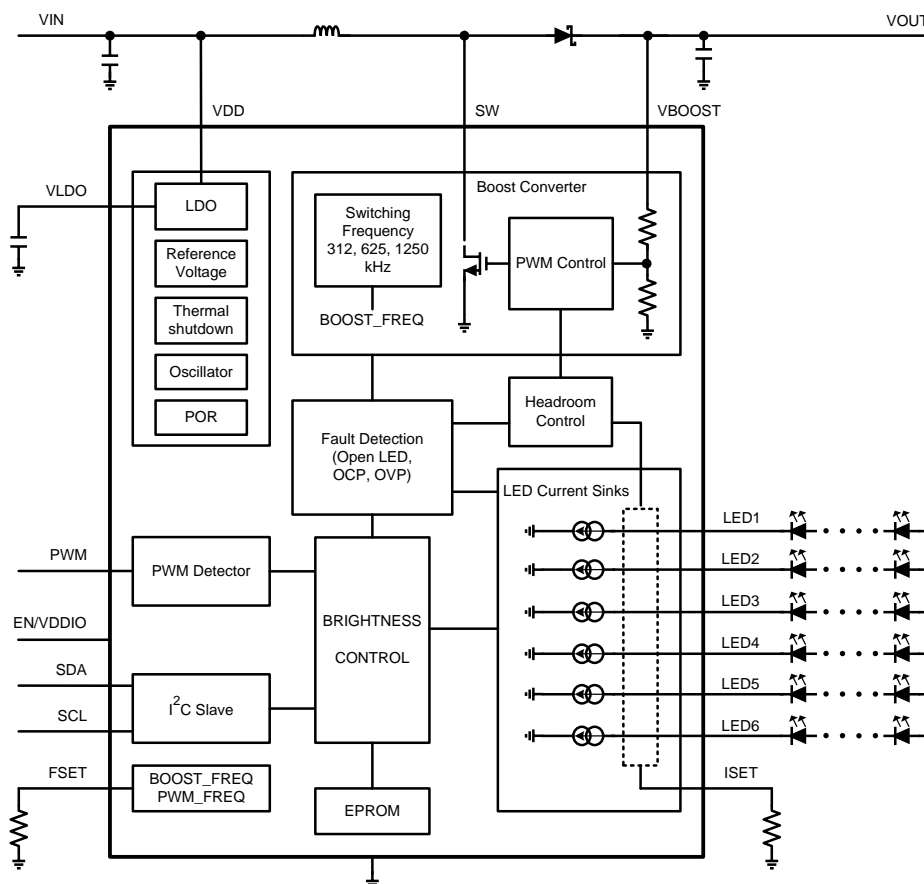 VIN
VOUT
VDD
SW
VBOOST
VLDO
LDO
Reference
Voltage
Thermal
shutdown
Oscillator
POR
Boost Converter
Switching
Frequency
312, 625, 1250
kHz
BOOST_FREQ
PWM Control
Headroom
Control
Fault Detection
(Open LED,
OCP, OVP)
LED Current Sinks
LED1
LED2
LED3
LED4
LED5
LED6
PWM
PWM Detector
EN/VDDIO
BRIGHTNESS
CONTROL
SDA
SCL
I²C Slave
FSET
BOOST_FREQ
PWM_FREQ
EPROM
ISET